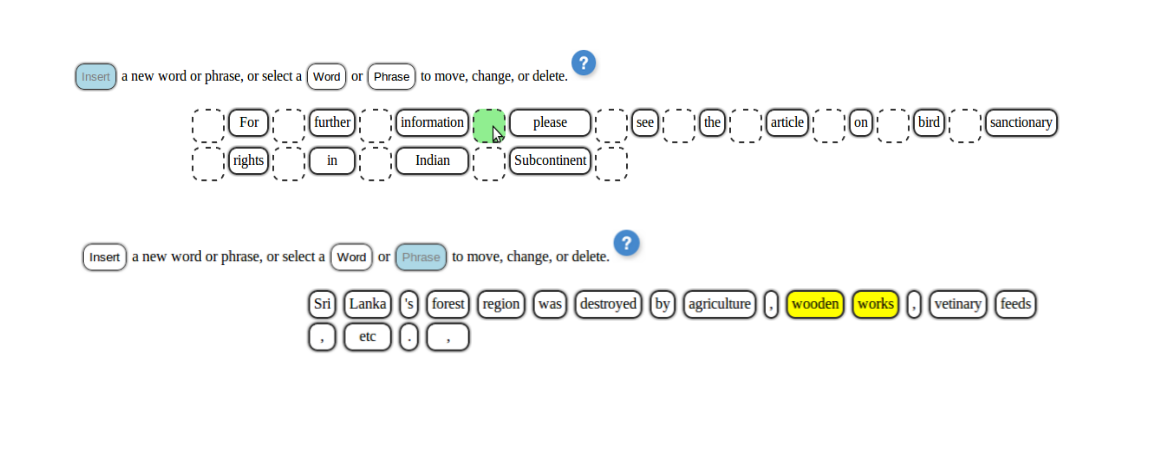 Insert a new word or phrase, or select a Word or Phrase to move, change, or delete. ?
For further information please see the article on bird sanctionary
rights in Indian Subcontinent
Insert a new word or phrase, or select a Word or Phrase to move, change, or delete. ?
Sri Lanka 's forest region was destroyed by agriculture , wooden works , vetinary feeds
, etc . ,